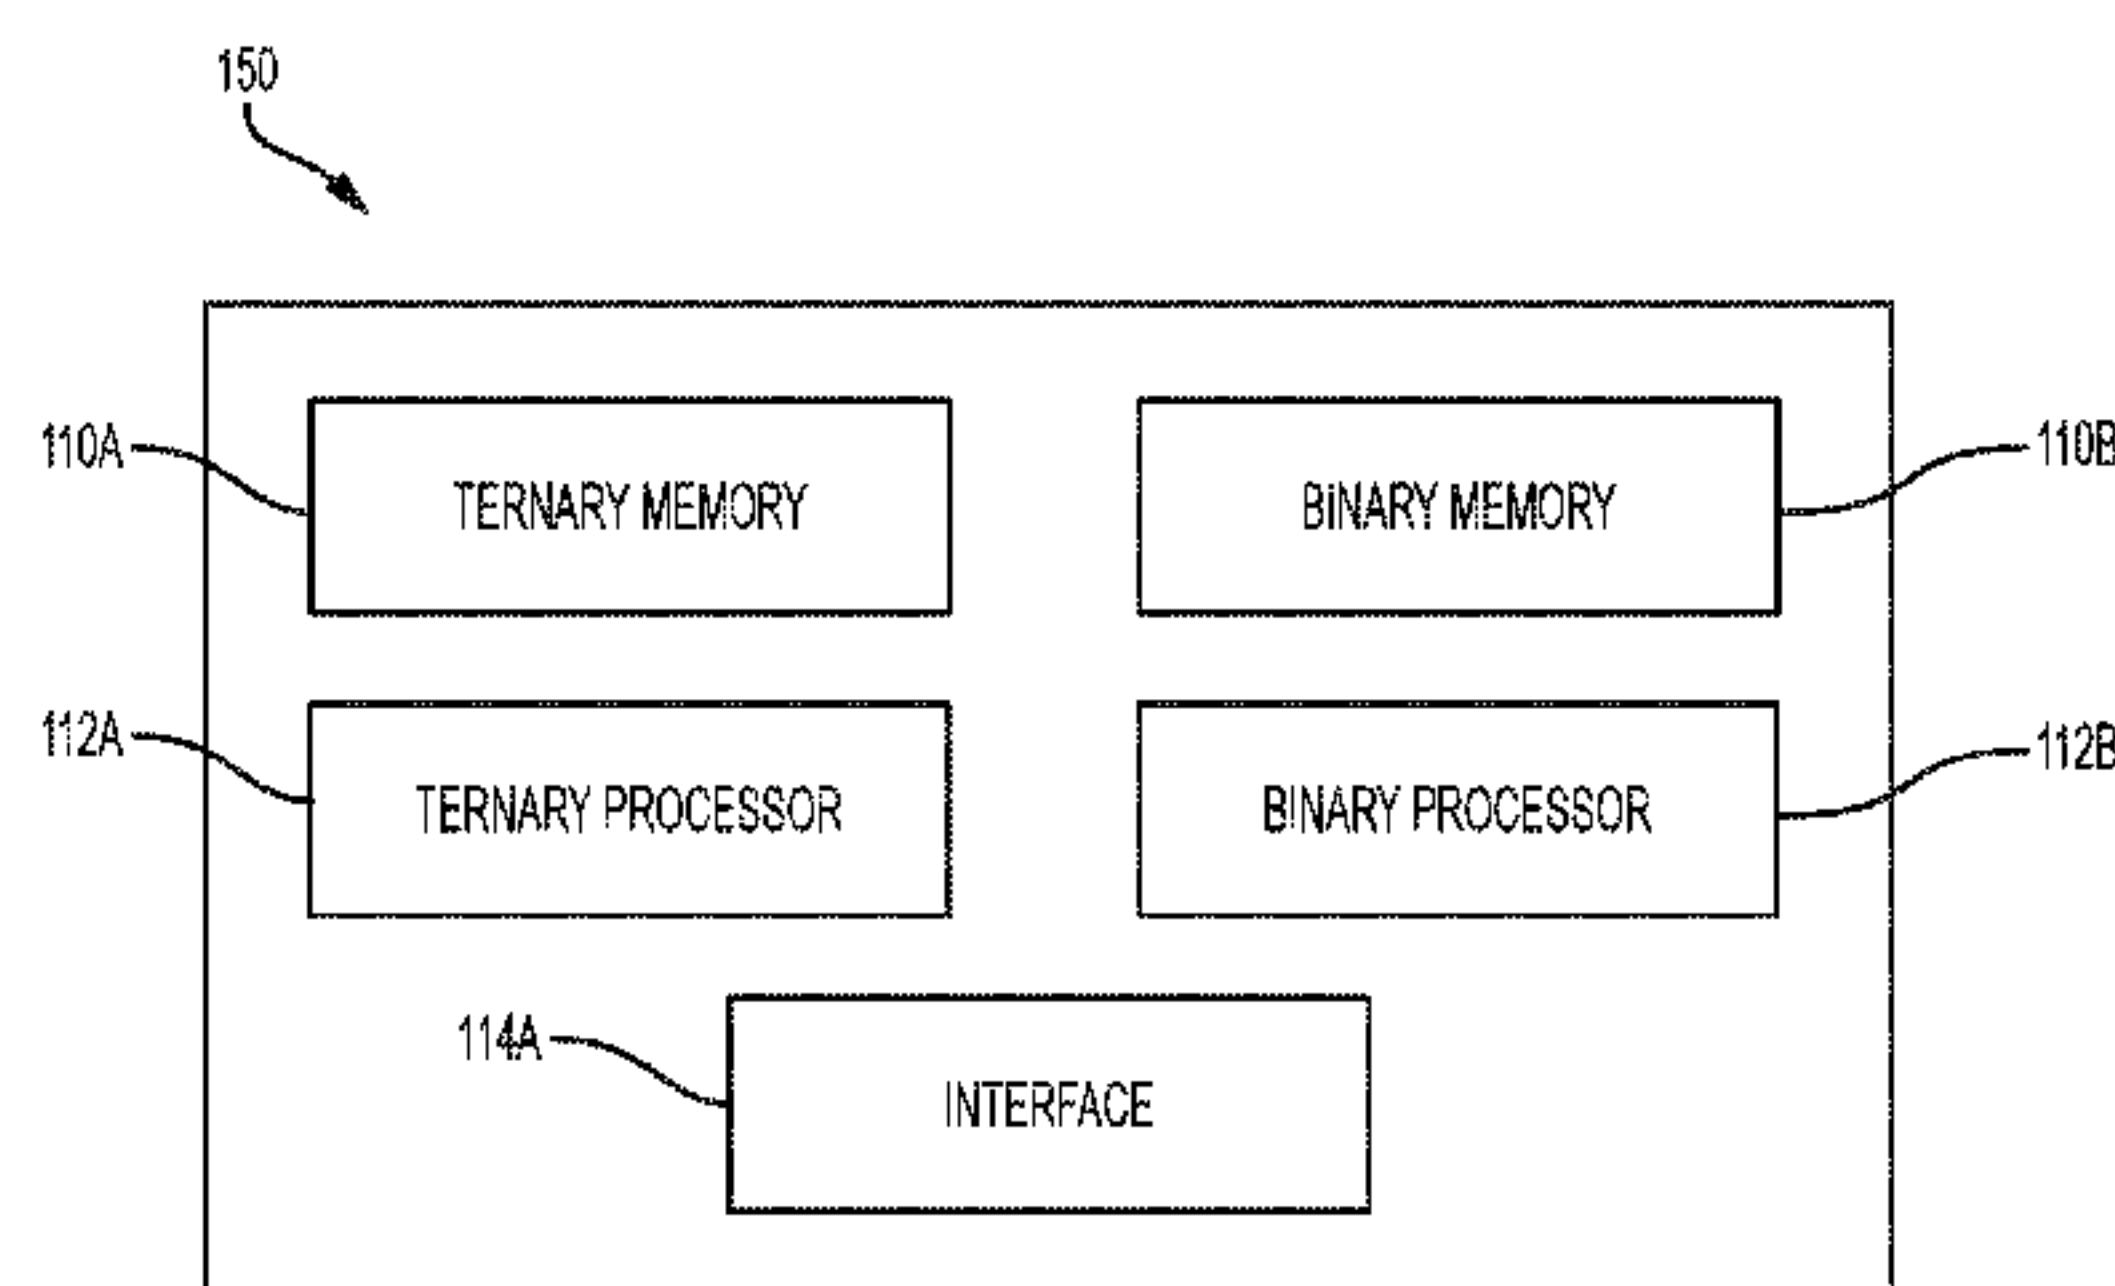 150
110A
TERNARY MEMORY
BINARY MEMORY
110B
112A
TERNARY PROCESSOR
BINARY PROCESSOR
112B
114A
INTERFACE